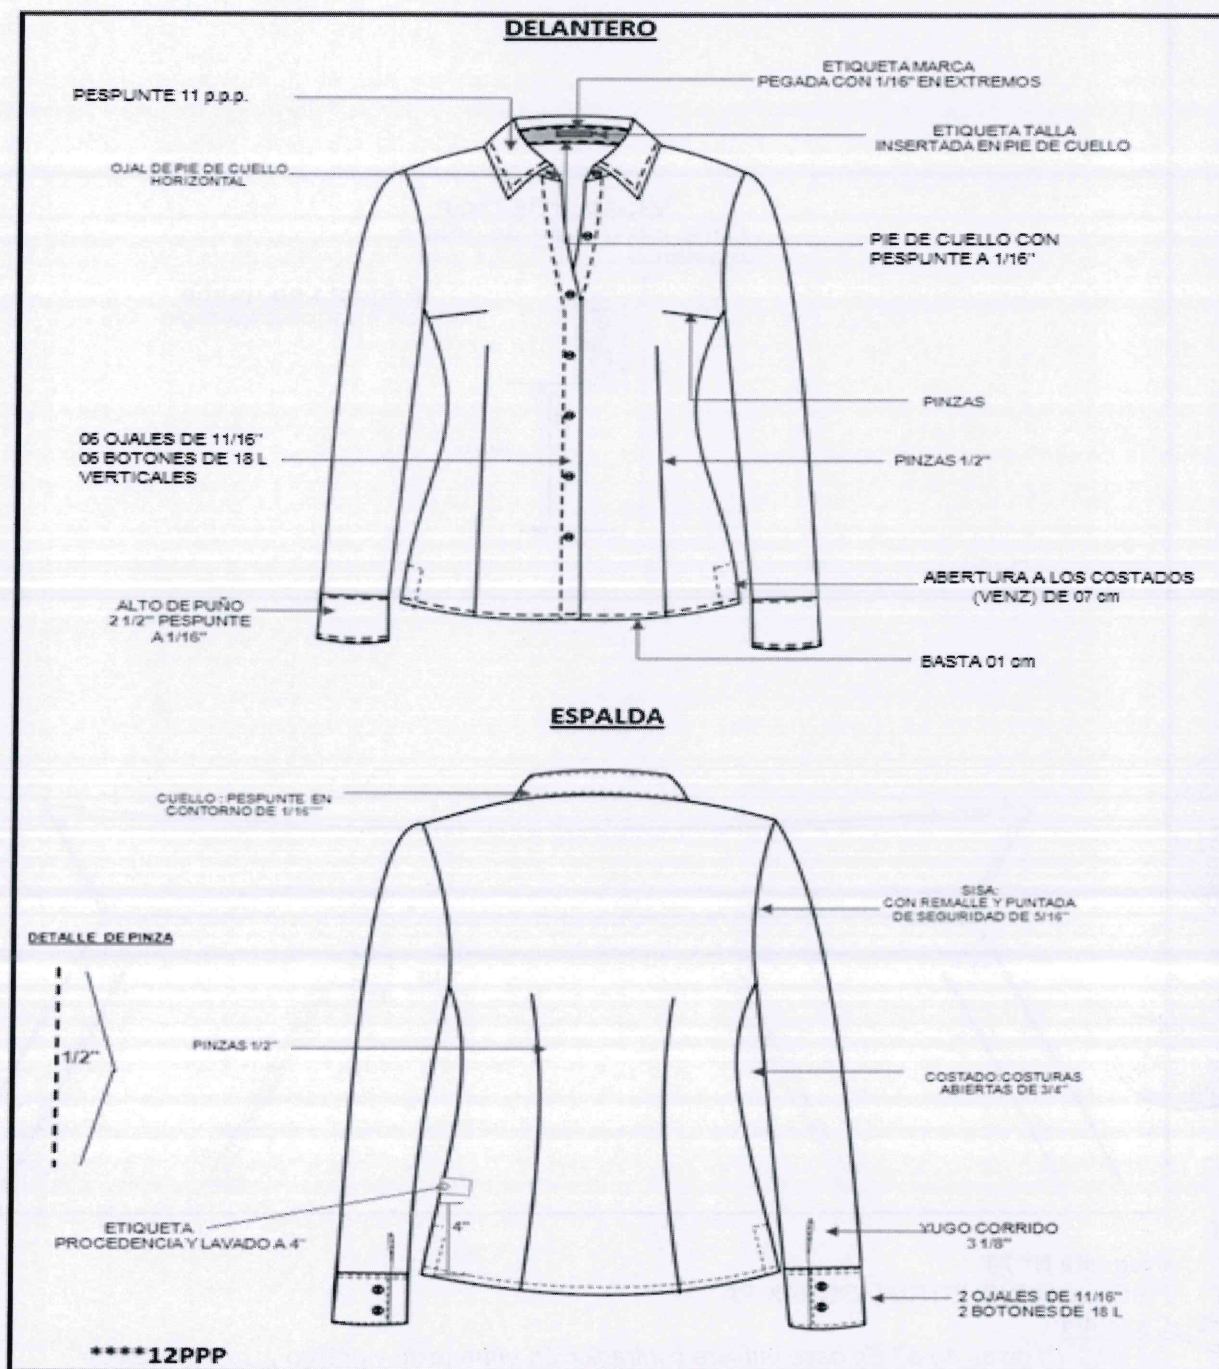 DELANTERO
ETIQUETA MARCA
PEGADA CON 1/16" EN EXTREMOS
PESPUNTE 11 p.p.p.
ETIQUETA TALLA
INSERTADA EN PIE DE CUELLO
OJAL DE PIE DE CUELLO
HORIZONTAL
PIE DE CUELLO CON
PESPUNTE A 1/16"
PINZAS
06 OJALES DE 11/16"
06 BOTONES DE 18 L
VERTICALES
PINZAS 1/2"
ABERTURA A LOS COSTADOS
(VENZ) DE 07 cm
ALTO DE PUÑO
2 1/2" PESPUNTE
A 1/16"
BASTA 01 cm
ESPALDA
CUELLO : PESPUNTE EN
CONTORNO DE 1/16""
SISA:
CON REMALLE Y PUNTADA
DE SEGURIDAD DE 5/16"
DETALLE DE PINZA
1/2"
PINZAS 1/2"
COSTADO:COSTURAS
ABIERTAS DE 3/4"
ETIQUETA
PROCEDENCIA Y LAVADO A 4"
4"
YUGO CORRIDO
3 1/8"
2 OJALES DE 11/16"
2 BOTONES DE 18 L
****12PPP